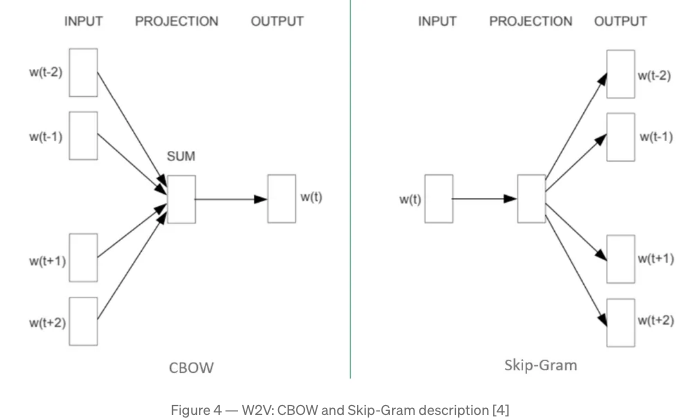 INPUT PROJECTION OUTPUT
w(t-2)
w(t-1)
SUM
w(t)
w(t+1)
w(t+2)
CBOW
INPUT PROJECTION OUTPUT
w(t-2)
w(t-1)
w(t)
w(t+1)
w(t+2)
Skip-Gram
Figure 4 — W2V: CBOW and Skip-Gram description [4]